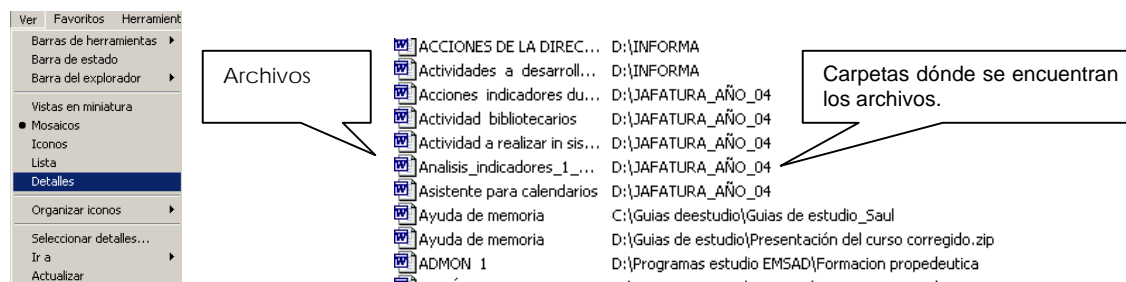 Ver Favoritos Herramient
Barras de herramientas
Barra de estado
Barra del explorador
Vistas en miniatura
Mosaicos
Iconos
Lista
Detalles
Organizar iconos
Seleccionar detalles...
Ir a
Actualizar
Archivos
ACCIONES DE LA DIREC... D:\INFORMA
Actividades a desarroll... D:\INFORMA
Acciones indicadores du... D:\JAFATURA_AÑO_04
Actividad bibliotecarios D:\JAFATURA_AÑO_04
Actividad a realizar in sis... D:\JAFATURA_AÑO_04
Analisis_indicadores_1_... D:\JAFATURA_AÑO_04
Asistente para calendarios D:\JAFATURA_AÑO_04
Ayuda de memoria C:\Guias deestudio\Guias de estudio_Saul
Ayuda de memoria D:\Guias de estudio\Presentación del curso corregido.zip
ADMON 1 D:\Programas estudio EMSAD\Formacion propedeutica
Carpetas dónde se encuentran
los archivos.